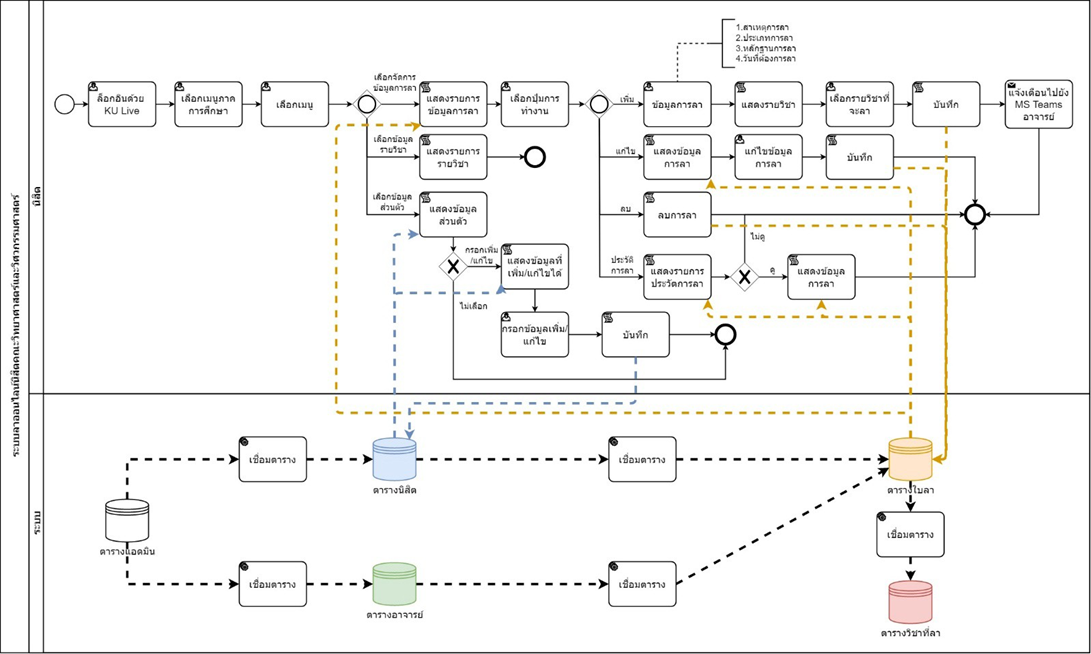 ระบบลาออนไลน์นิสิตคณะวิทยาศาสตร์และวิศวกรรมศาสตร์
นิสิต
ล็อกอินด้วย
KU Live
เลือกเมนูภาค
การศึกษา
เลือกเมนู
เลือกจัดการ
ข้อมูลการลา
แสดงรายการ
ข้อมูลการลา
เลือกปุ่มการ
ทำงาน
เพิ่ม
1.สาเหตุการลา
2.ประเภทการลา
3.หลักฐานการลา
4.วันที่ต้องการลา
ข้อมูลการลา
แสดงรายวิชา
เลือกรายวิชาที่
จะลา
บันทึก
แจ้งเตือนไปยัง
MS Teams
อาจารย์
เลือกข้อมูล
รายวิชา
แสดงรายการ
รายวิชา
แก้ไข
แสดงข้อมูล
การลา
แก้ไขข้อมูล
การลา
บันทึก
เลือกข้อมูล
ส่วนตัว
แสดงข้อมูล
ส่วนตัว
ลบ
ลบการลา
ไม่ดู
กรอกเพิ่ม
/แก้ไข
แสดงข้อมูลที่
เพิ่ม/แก้ไขได้
ประวัติ
การลา
แสดงรายการ
ประวัตการลา
ดู
แสดงข้อมูล
การลา
ไม่เลือก
กรอกข้อมูลเพิ่ม/
แก้ไข
บันทึก
ระบบ
เชื่อมตาราง
ตารางนิสิต
เชื่อมตาราง
ตารางใบลา
ตารางแอดมิน
เชื่อมตาราง
เชื่อมตาราง
ตารางอาจารย์
เชื่อมตาราง
ตารางวิชาที่ลา